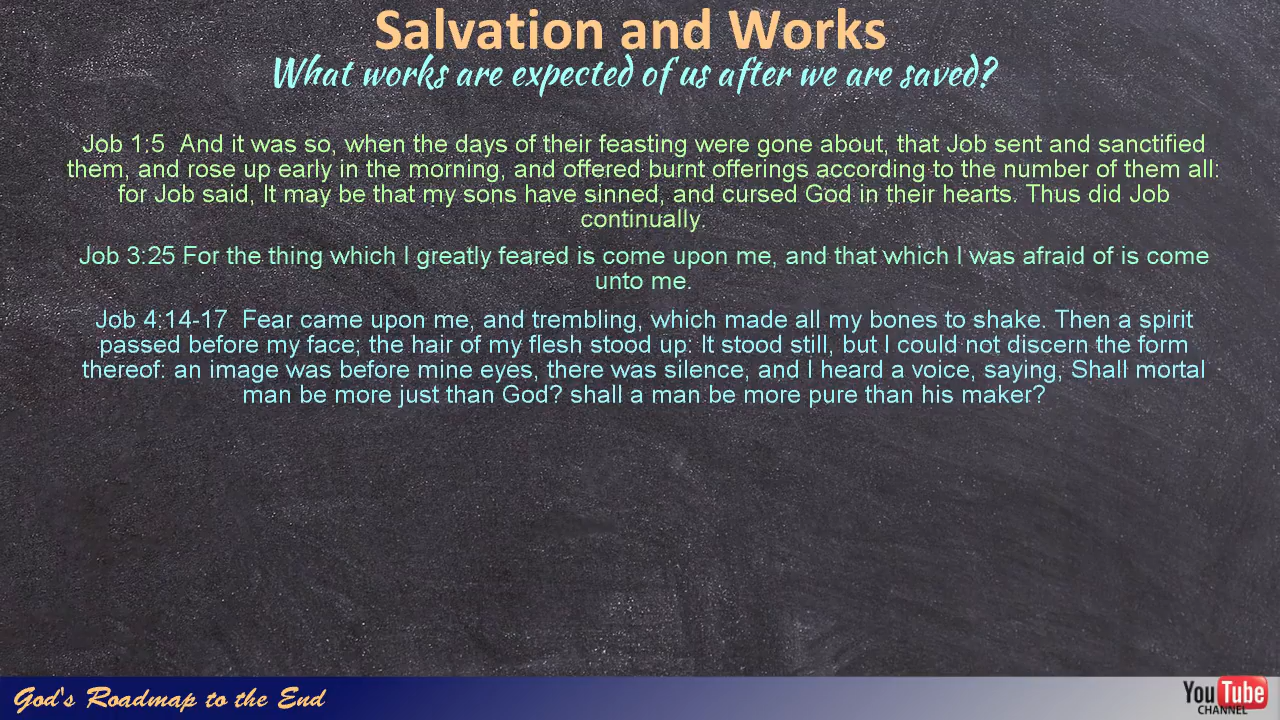 Salvation and Works
What works are expected of us after we are saved?
Job 1:5  And it was so, when the days of their feasting were gone about, that Job sent and sanctified
them, and rose up early in the morning, and offered burnt offerings according to the number of them all:
for Job said, It may be that my sons have sinned, and cursed God in their hearts. Thus did Job
continually.
Job 3:25 For the thing which I greatly feared is come upon me, and that which I was afraid of is come
unto me.
Job 4:14-17  Fear came upon me, and trembling, which made all my bones to shake. Then a spirit
passed before my face; the hair of my flesh stood up: It stood still, but I could not discern the form
thereof: an image was before mine eyes, there was silence, and I heard a voice, saying, Shall mortal
man be more just than God? shall a man be more pure than his maker?
God's Roadmap to the End
YouTube
CHANNEL